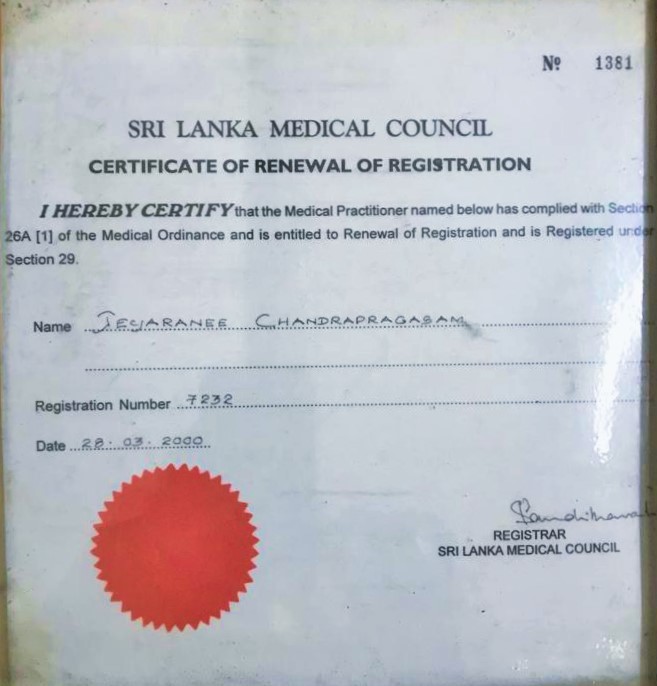 Nº 1381
SRI LANKA MEDICAL COUNCIL
CERTIFICATE OF RENEWAL OF REGISTRATION
I HEREBY CERTIFY that the Medical Practitioner named below has complied with Section
26A [1] of the Medical Ordinance and is entitled to Renewal of Registration and is Registered under
Section 29.
Name JEYARANEE CHANDRAPRAGASAM
Registration Number 7232
Date 28.03.2000
REGISTRAR
SRI LANKA MEDICAL COUNCIL